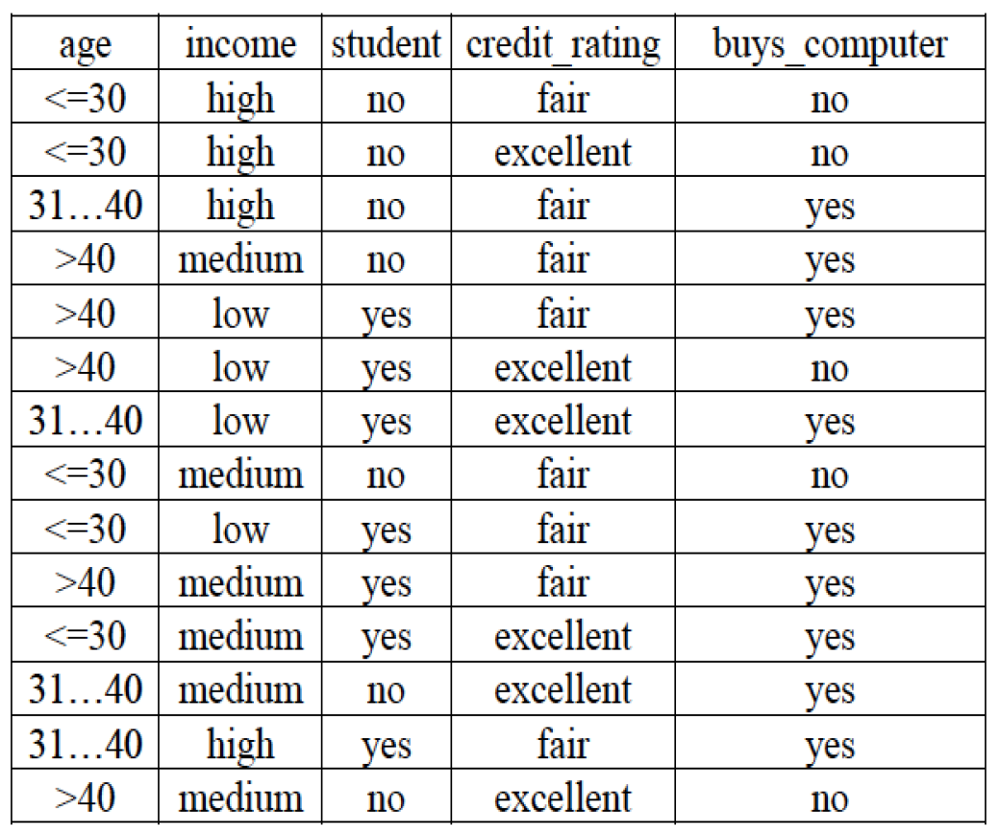 age income student credit_rating buys_computer
<=30 high no fair no
<=30 high no excellent no
31…40 high no fair yes
>40 medium no fair yes
>40 low yes fair yes
>40 low yes excellent no
31…40 low yes excellent yes
<=30 medium no fair no
<=30 low yes fair yes
>40 medium yes fair yes
<=30 medium yes excellent yes
31…40 medium no excellent yes
31…40 high yes fair yes
>40 medium no excellent no